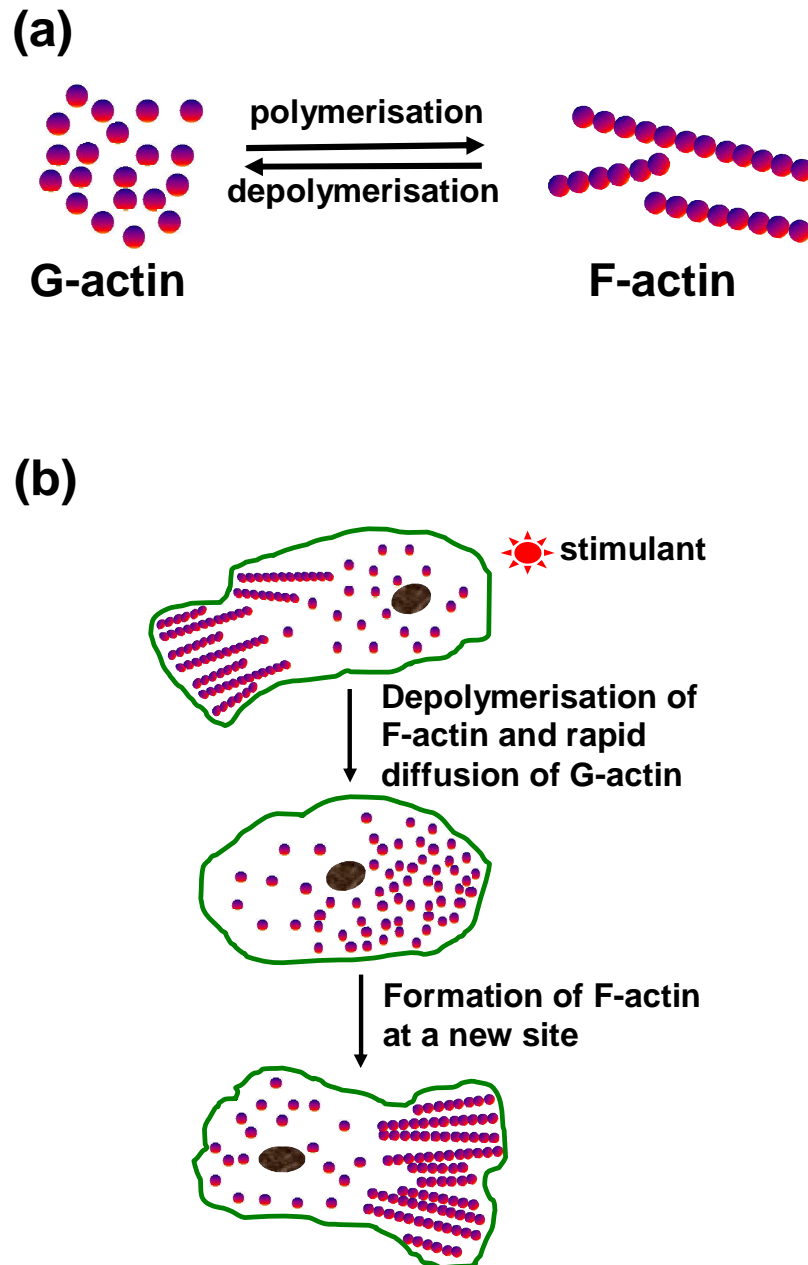 (a)
polymerisation
depolymerisation
G-actin
F-actin
(b)
stimulant
Depolymerisation of
F-actin and rapid
diffusion of G-actin
Formation of F-actin
at a new site